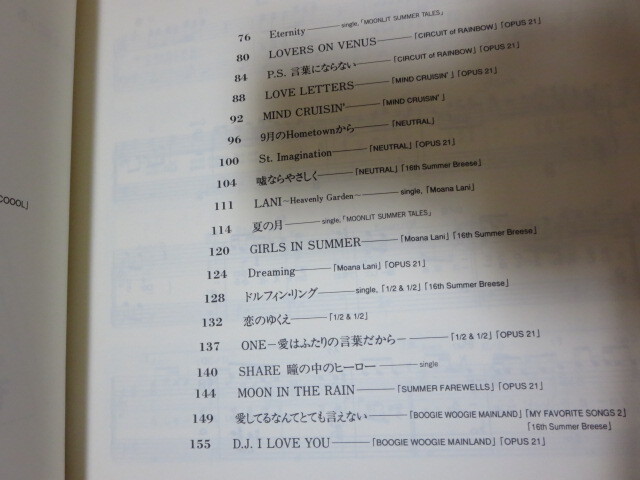 76 Eternity――single,「MOONLIT SUMMER TALES」
80 LOVERS ON VENUS――「CIRCUIT of RAINBOW」「OPUS 21」
84 P.S. 言葉にならない――「CIRCUIT of RAINBOW」「OPUS 21」
88 LOVE LETTERS――「MIND CRUISIN'」「OPUS 21」
92 MIND CRUISIN'――「MIND CRUISIN'」
96 9月のHometownから――「NEUTRAL」
100 St. Imagination――「NEUTRAL」「OPUS 21」
104 嘘ならやさしく――「NEUTRAL」「16th Summer Breese」
111 LANI~Heavenly Garden――single,「Moana Lani」
114 夏の月――single,「MOONLIT SUMMER TALES」
120 GIRLS IN SUMMER――「Moana Lani」「16th Summer Breese」
124 Dreaming――「Moana Lani」「OPUS 21」
128 ドルフィン・リング――single,「1/2 & 1/2」「16th Summer Breese」
132 恋のゆくえ――「1/2 & 1/2」
137 ONE－愛はふたりの言葉だから－――「1/2 & 1/2」「OPUS 21」
140 SHARE 瞳の中のヒーロー――single
144 MOON IN THE RAIN――「SUMMER FAREWELLS」「OPUS 21」
149 愛してるなんてとても言えない――「BOOGIE WOOGIE MAINLAND」「MY FAVORITE SONGS 2」
「16th Summer Breese」
155 D.J. I LOVE YOU――「BOOGIE WOOGIE MAINLAND」「OPUS 21」